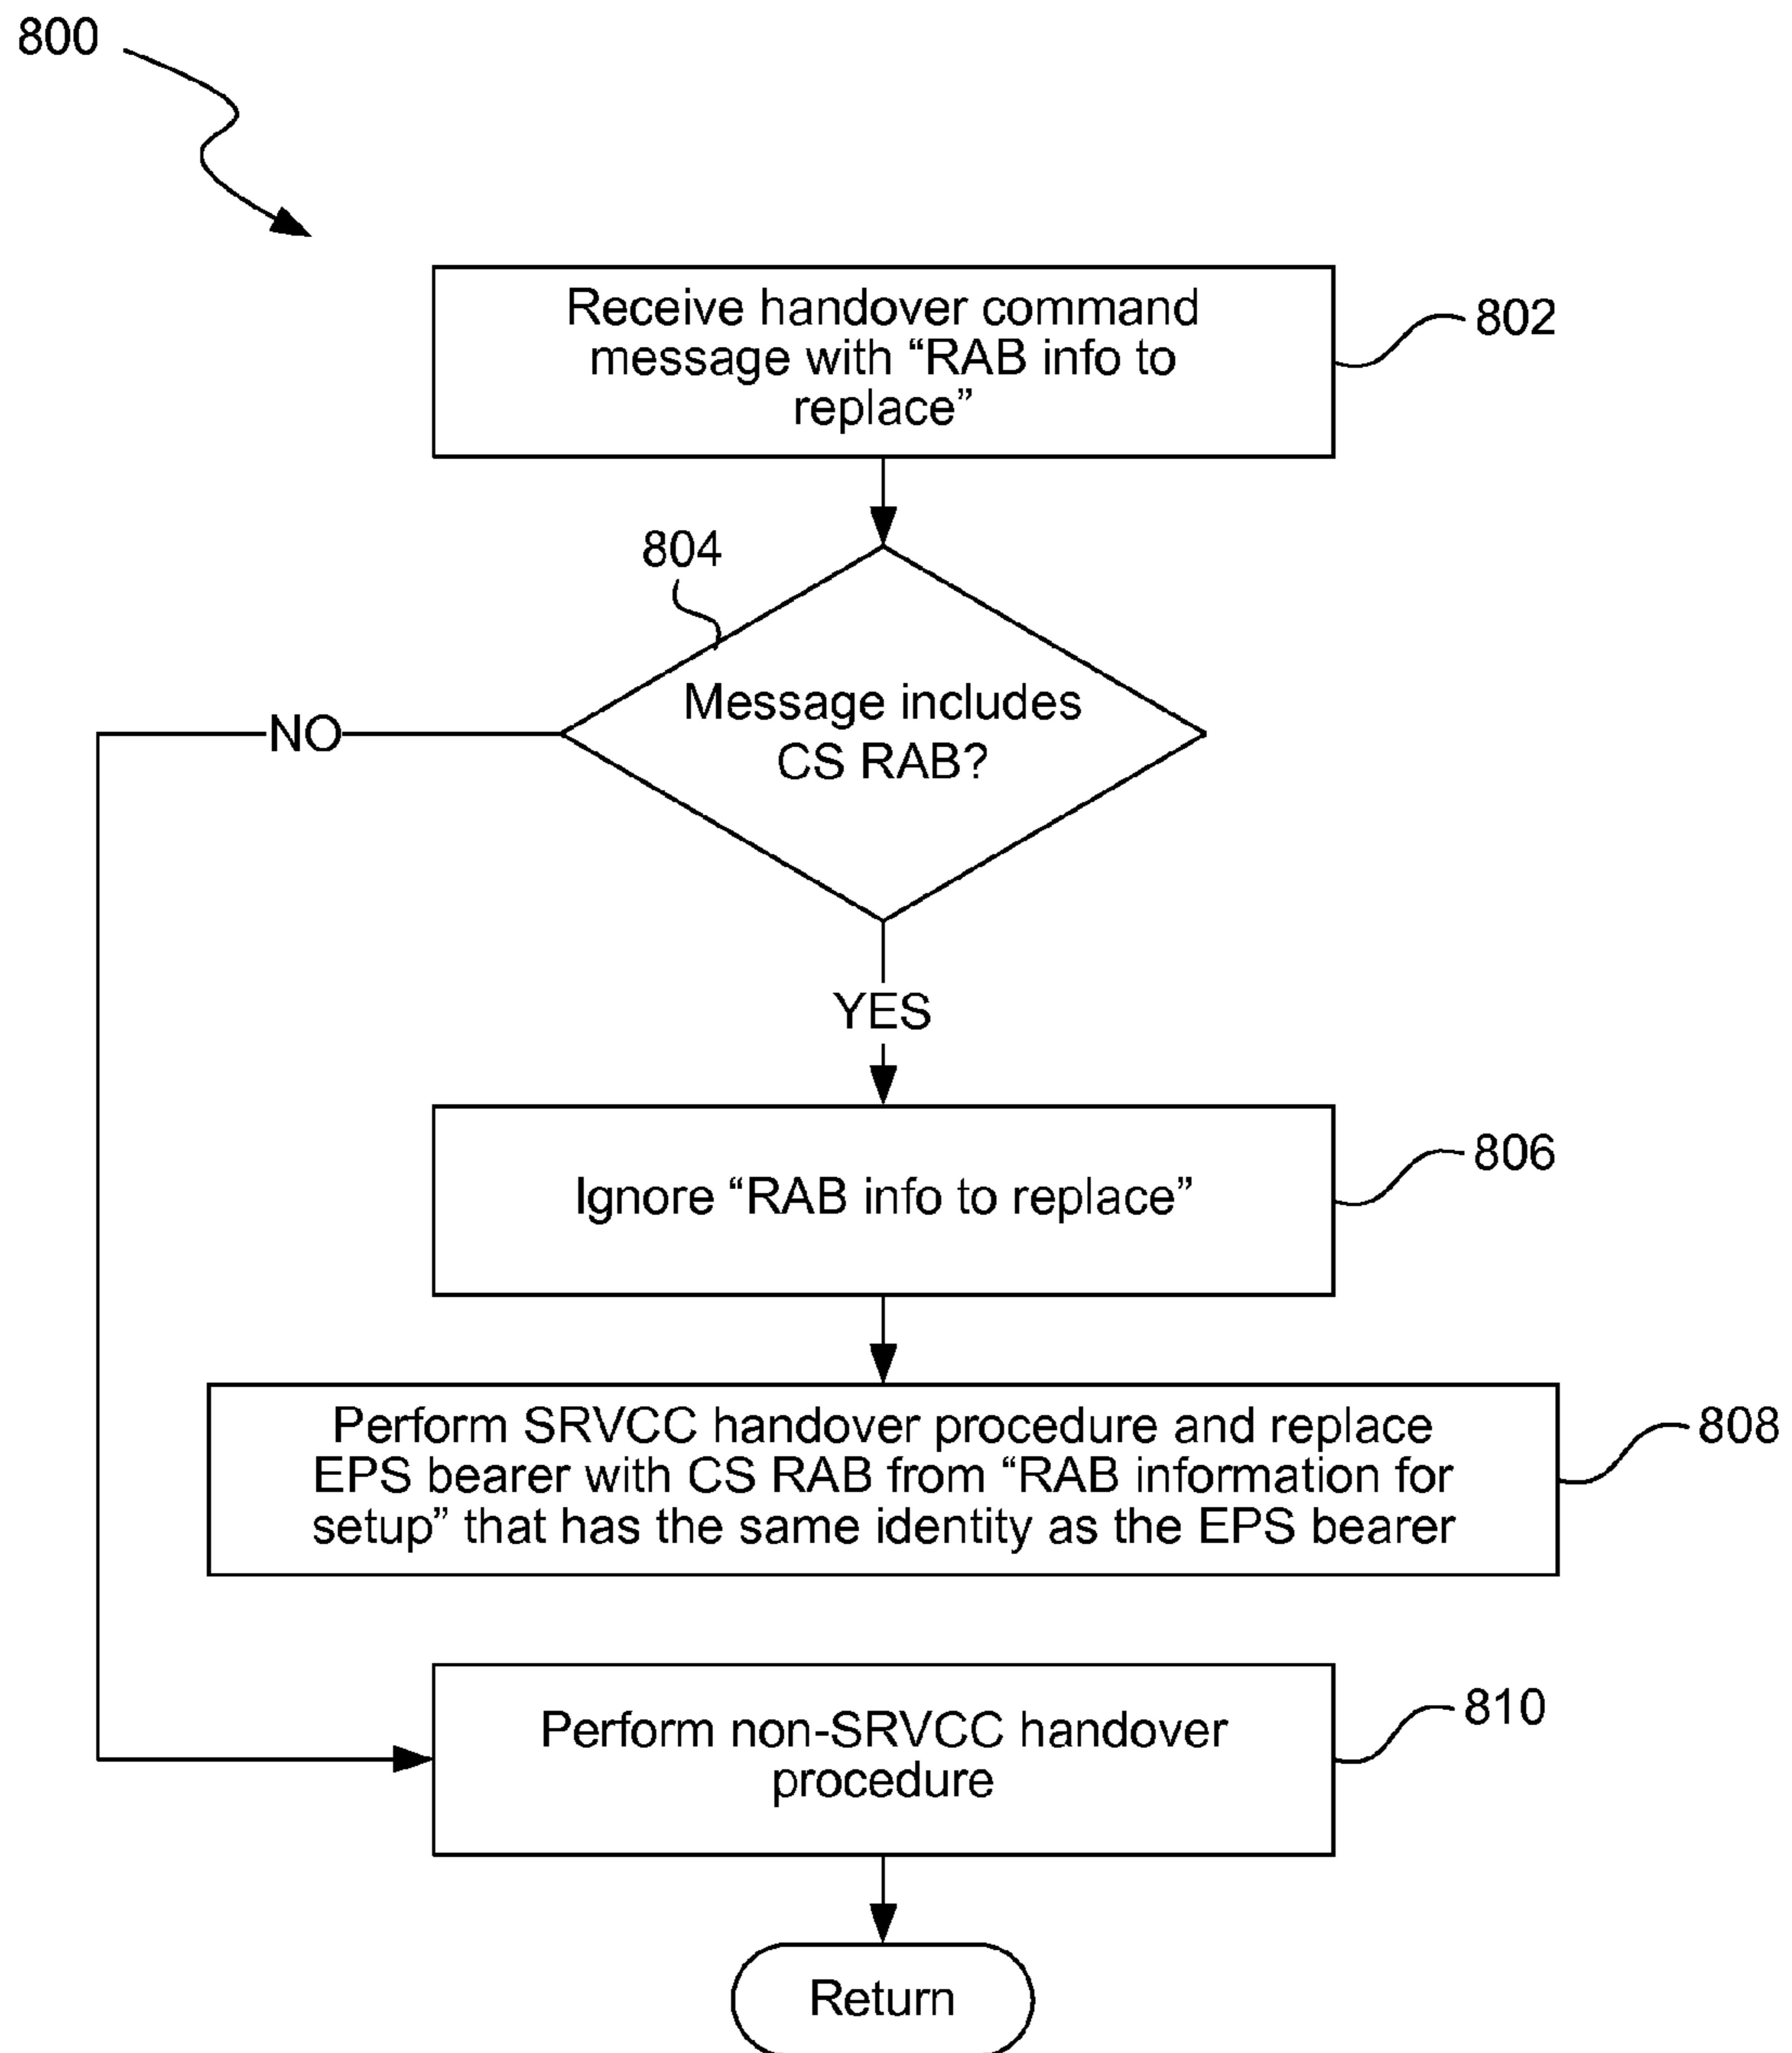 800
Receive handover command
message with “RAB info to
replace”
802
804
Message includes
CS RAB?
NO
YES
Ignore “RAB info to replace”
806
Perform SRVCC handover procedure and replace
EPS bearer with CS RAB from “RAB information for
setup” that has the same identity as the EPS bearer
808
Perform non-SRVCC handover
procedure
810
Return